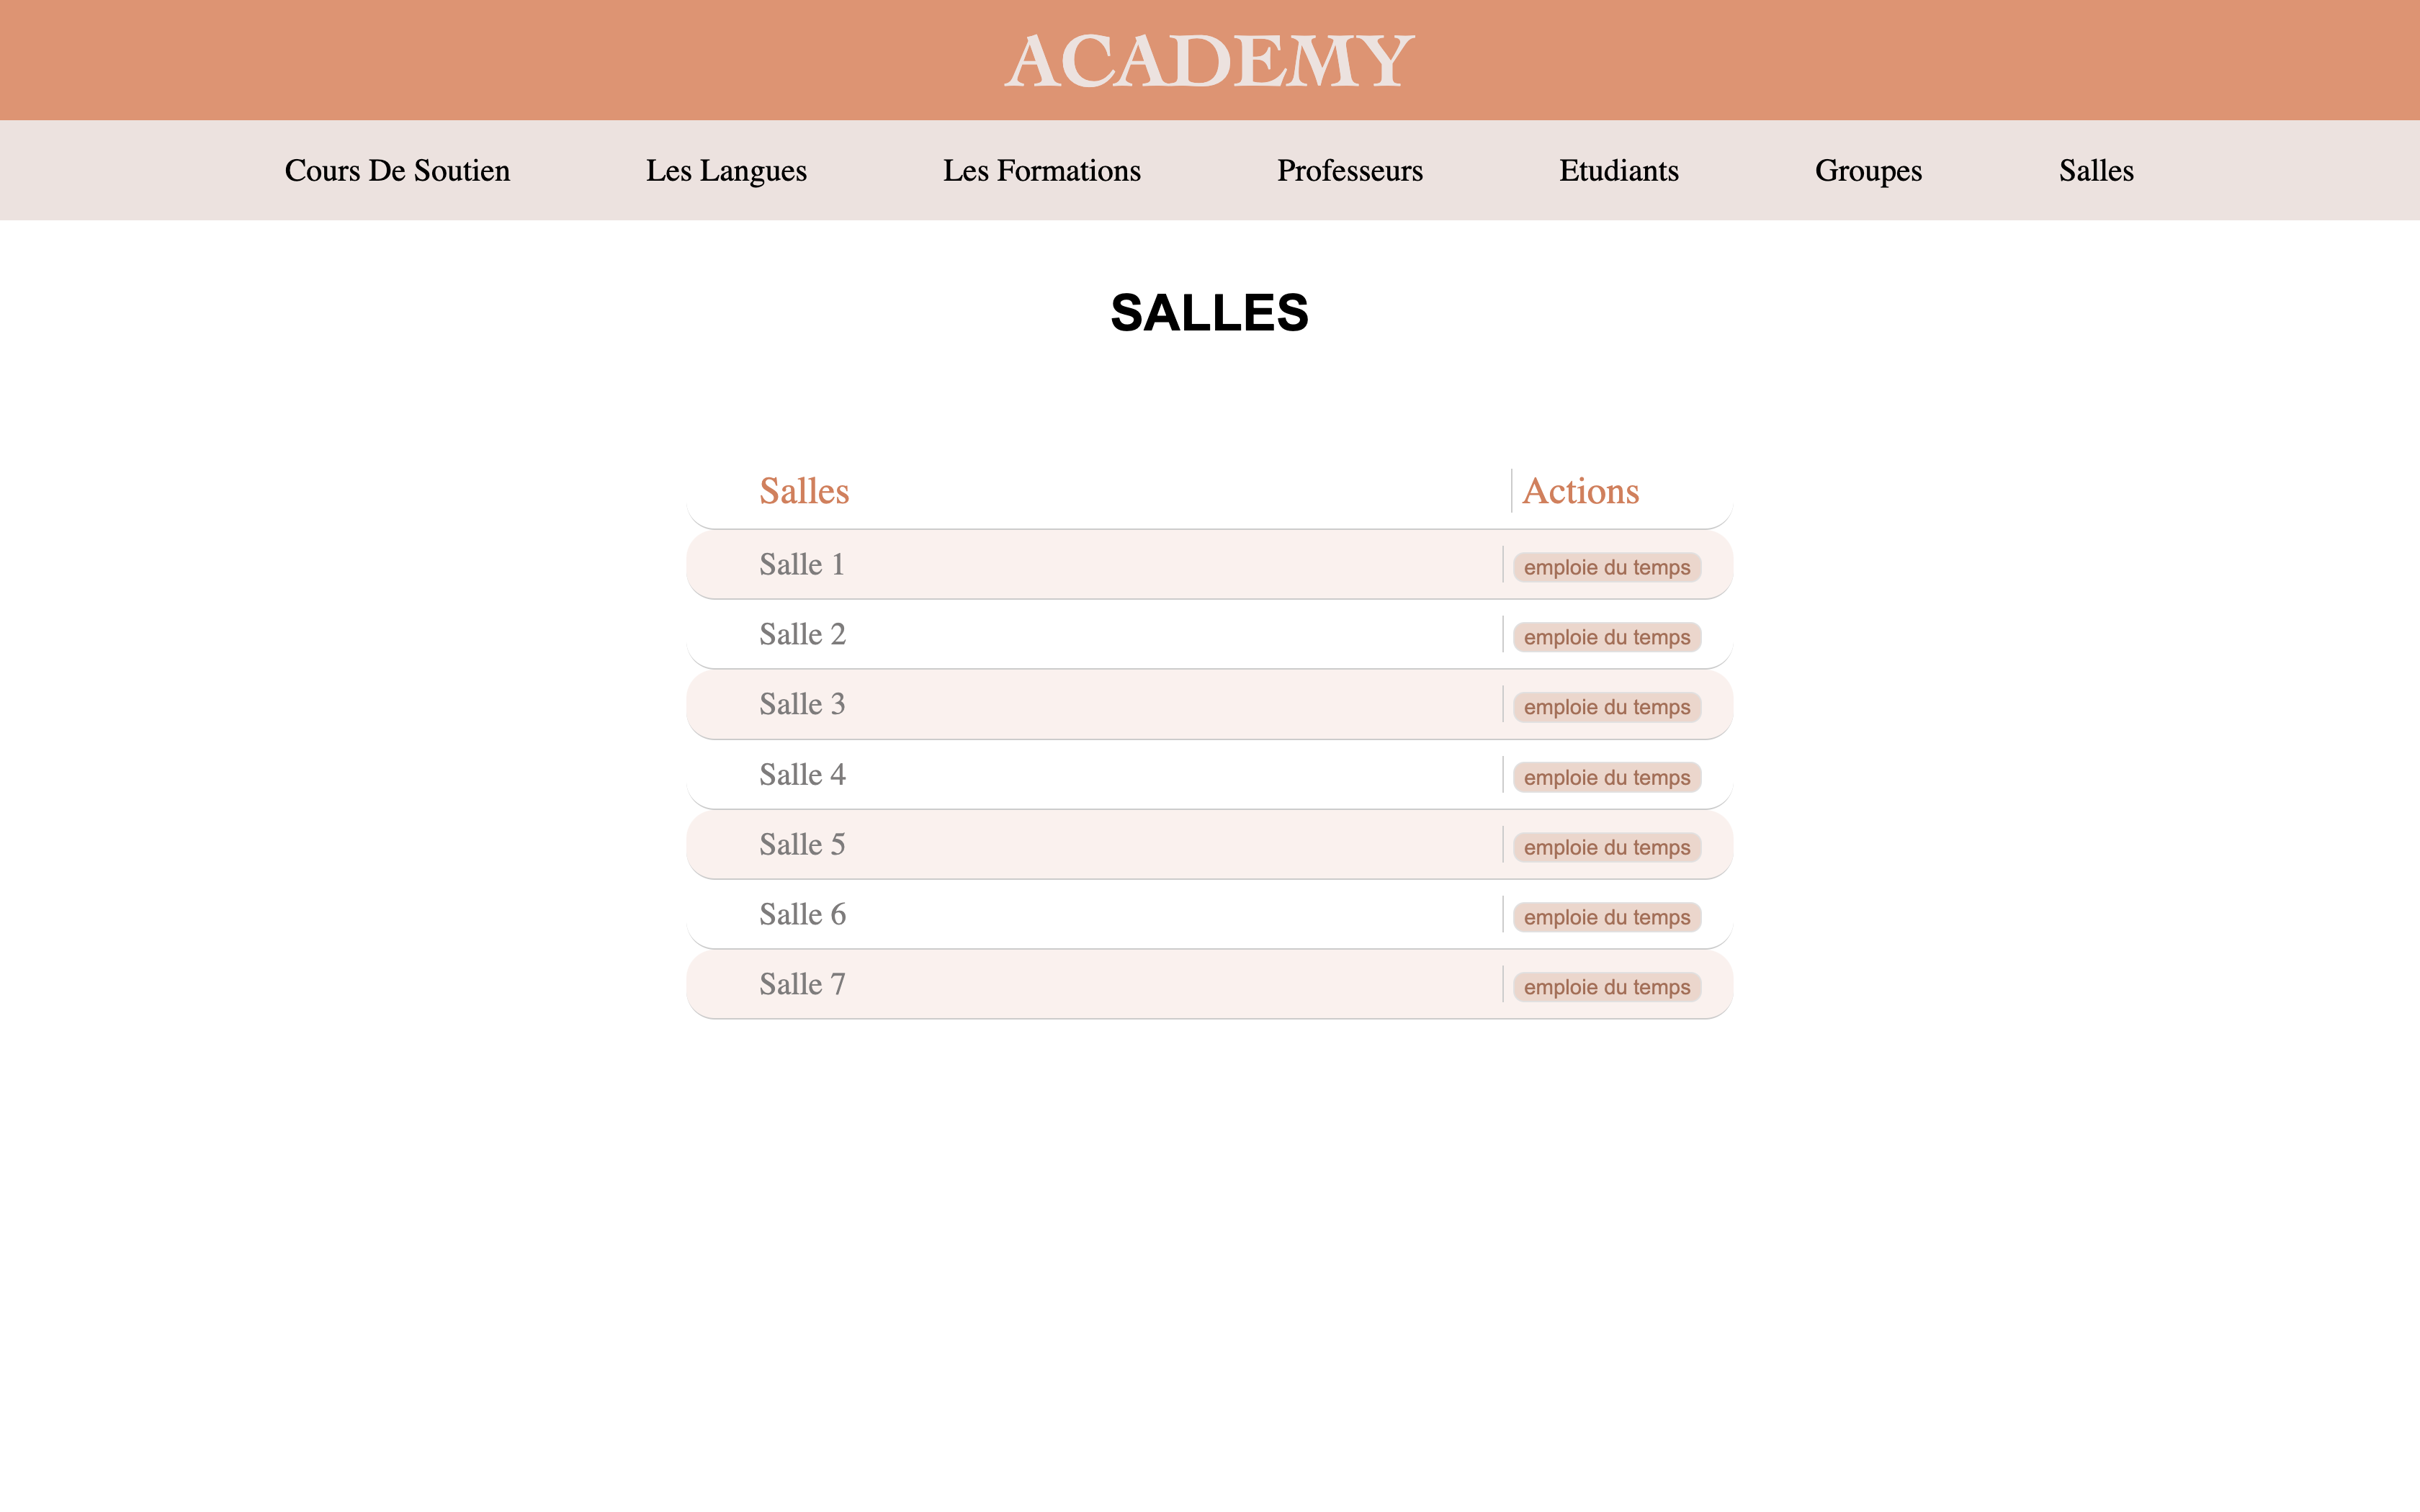 ACADEMY
Cours De Soutien Les Langues Les Formations Professeurs Etudiants Groupes Salles
SALLES
Salles Actions
Salle 1 emploie du temps
Salle 2 emploie du temps
Salle 3 emploie du temps
Salle 4 emploie du temps
Salle 5 emploie du temps
Salle 6 emploie du temps
Salle 7 emploie du temps